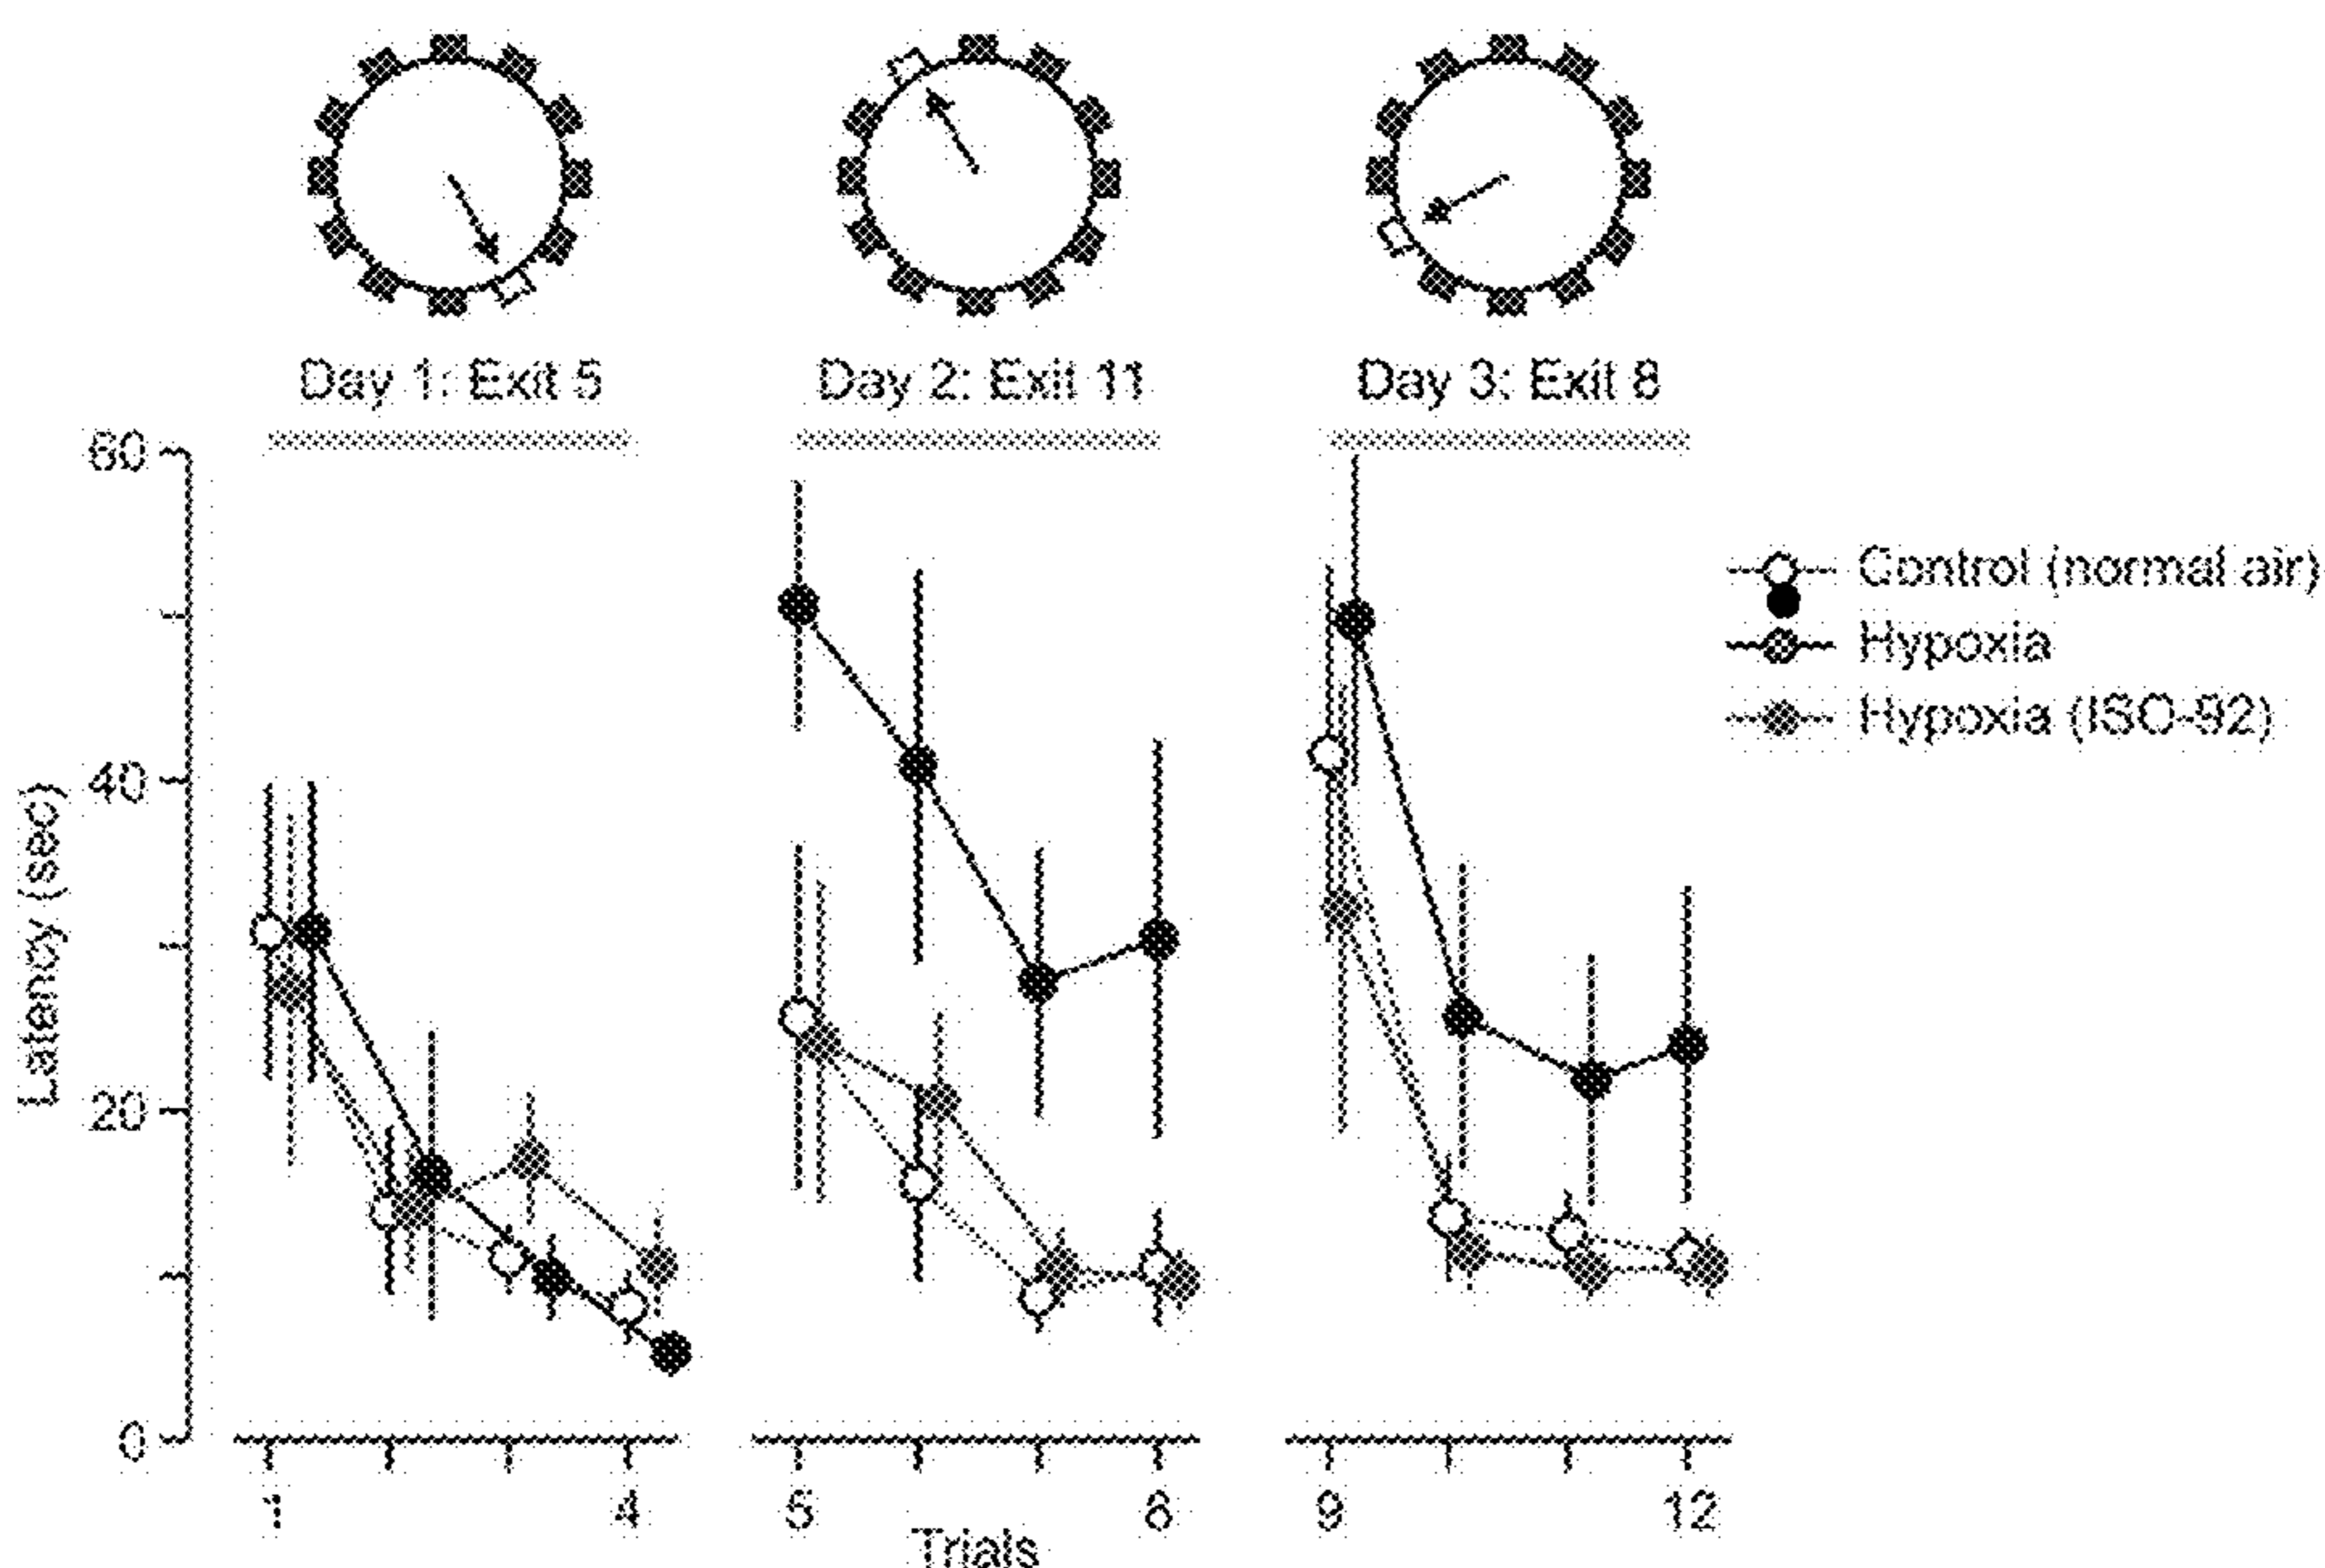 Day 1: Exit 5
Day 2: Exit 11
Day 3: Exit 8
60
40
20
0
Latency (sec)
Control (normal air)
Hypoxia
Hypoxia (ISO-92)
1
4
5
8
9
12
Trials